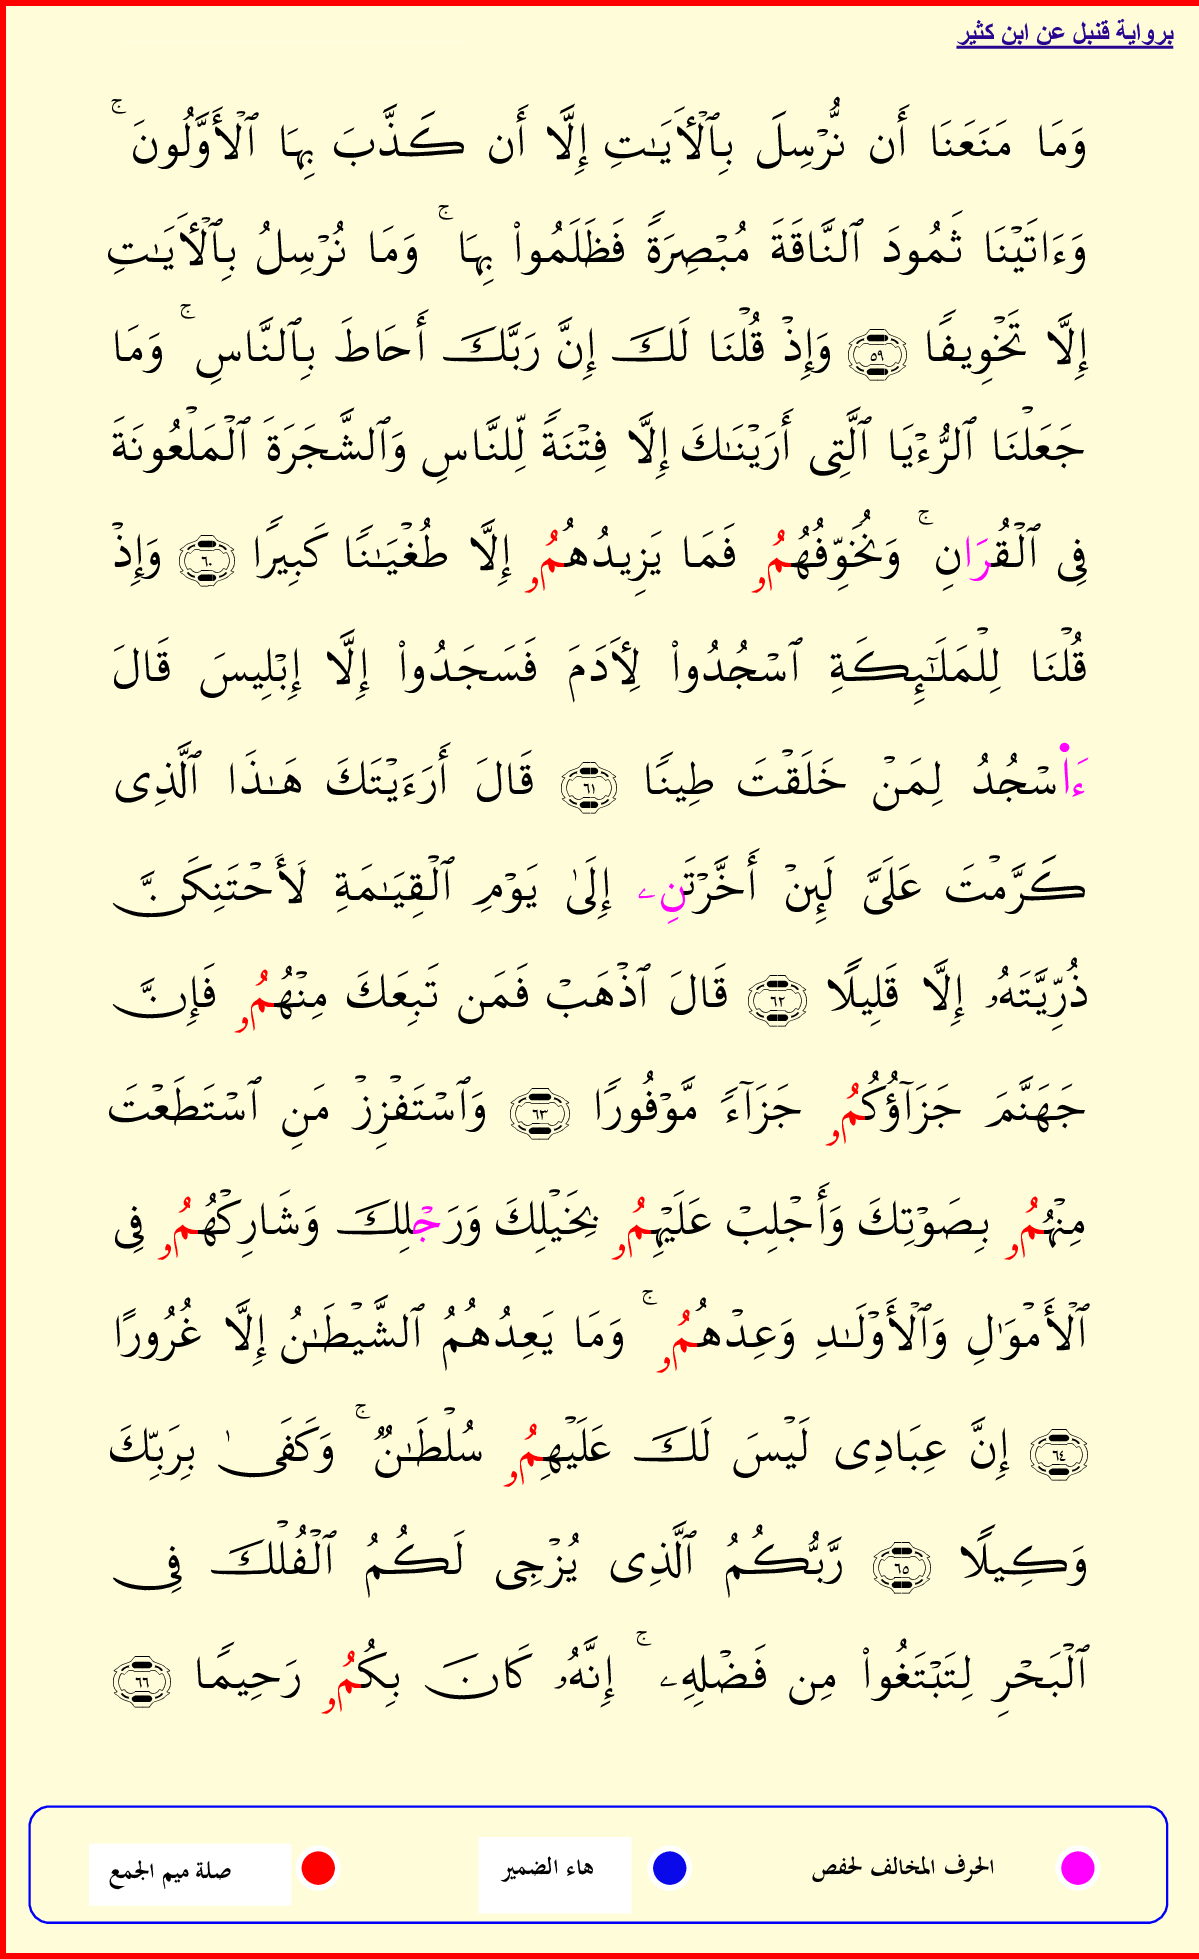 برواية قنبل عن ابن كثير
وَمَا مَنَعَنَا أَن نُّرۡسِلَ بِٱلۡأٓيَٰتِ إِلَّا أَن كَذَّبَ بِهَا ٱلۡأَوَّلُونَ ۚ
وَءَاتَيۡنَا ثَمُودَ ٱلنَّاقَةَ مُبۡصِرَةٗ فَظَلَمُواْ بِهَا ۚ وَمَا نُرۡسِلُ بِٱلۡأٓيَٰتِ
إِلَّا تَخۡوِيفٗا ٥٩ وَإِذۡ قُلۡنَا لَكَ إِنَّ رَبَّكَ أَحَاطَ بِٱلنَّاسِ ۚ وَمَا
جَعَلۡنَا ٱلرُّءۡيَا ٱلَّتِى أَرَيۡنَٰكَ إِلَّا فِتۡنَةٗ لِّلنَّاسِ وَٱلشَّجَرَةَ ٱلۡمَلۡعُونَةَ
فِى ٱلۡقُرَانِ ۚ وَنُخَوِّفُهُمُۥ فَمَا يَزِيدُهُمُۥ إِلَّا طُغۡيَٰنٗا كَبِيرٗا ٦٠ وَإِذۡ
قُلۡنَا لِلۡمَلَٰٓئِكَةِ ٱسۡجُدُواْ لِأٓدَمَ فَسَجَدُواْ إِلَّا إِبۡلِيسَ قَالَ
ءَا۬سۡجُدُ لِمَنۡ خَلَقۡتَ طِينٗا ٦١ قَالَ أَرَءَيۡتَكَ هَٰذَا ٱلَّذِى
كَرَّمۡتَ عَلَىَّ لَئِنۡ أَخَّرۡتَنِۦ إِلَىٰ يَوۡمِ ٱلۡقِيَٰمَةِ لَأَحۡتَنِكَنَّ
ذُرِّيَّتَهُۥ إِلَّا قَلِيلٗا ٦٢ قَالَ ٱذۡهَبۡ فَمَن تَبِعَكَ مِنۡهُمُۥ فَإِنَّ
جَهَنَّمَ جَزَآؤُكُمُۥ جَزَآءٗ مَّوۡفُورٗا ٦٣ وَٱسۡتَفۡزِزۡ مَنِ ٱسۡتَطَعۡتَ
مِنۡهُمُۥ بِصَوۡتِكَ وَأَجۡلِبۡ عَلَيۡهِمُۥ بِخَيۡلِكَ وَرَجۡلِكَ وَشَارِكۡهُمُۥ فِى
ٱلۡأَمۡوَٰلِ وَٱلۡأَوۡلَٰدِ وَعِدۡهُمُۥ ۚ وَمَا يَعِدُهُمُ ٱلشَّيۡطَٰنُ إِلَّا غُرُورًا
٦٤ إِنَّ عِبَادِى لَيۡسَ لَكَ عَلَيۡهِمُۥ سُلۡطَٰنٞ ۚ وَكَفَىٰ بِرَبِّكَ
وَكِيلٗا ٦٥ رَّبُّكُمُ ٱلَّذِى يُزۡجِى لَكُمُ ٱلۡفُلۡكَ فِى
ٱلۡبَحۡرِ لِتَبۡتَغُواْ مِن فَضۡلِهِۦ ۚ إِنَّهُۥ كَانَ بِكُمُۥ رَحِيمٗا ٦٦
الحرف المخالف لحفص هاء الضمير صلة ميم الجمع